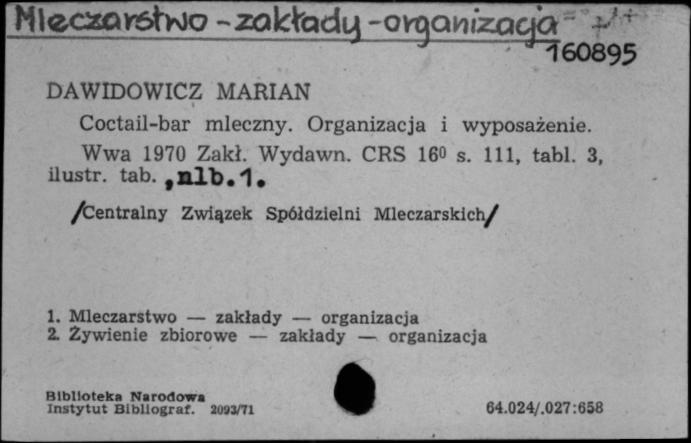 Mleczarstwo - zakłady - organizacja
160895
DAWIDOWICZ MARIAN
Coctail-bar mleczny. Organizacja i wyposażenie.
Wwa 1970 Zakł. Wydawn. CRS 16⁰ s. 111, tabl. 3,
ilustr. tab. , nlb. 1.
/Centralny Związek Spółdzielni Mleczarskich/
1. Mleczarstwo — zakłady — organizacja
2. Żywienie zbiorowe — zakłady — organizacja
Biblioteka Narodowa
Instytut Bibliograf. 2093/71
64.024/.027:658